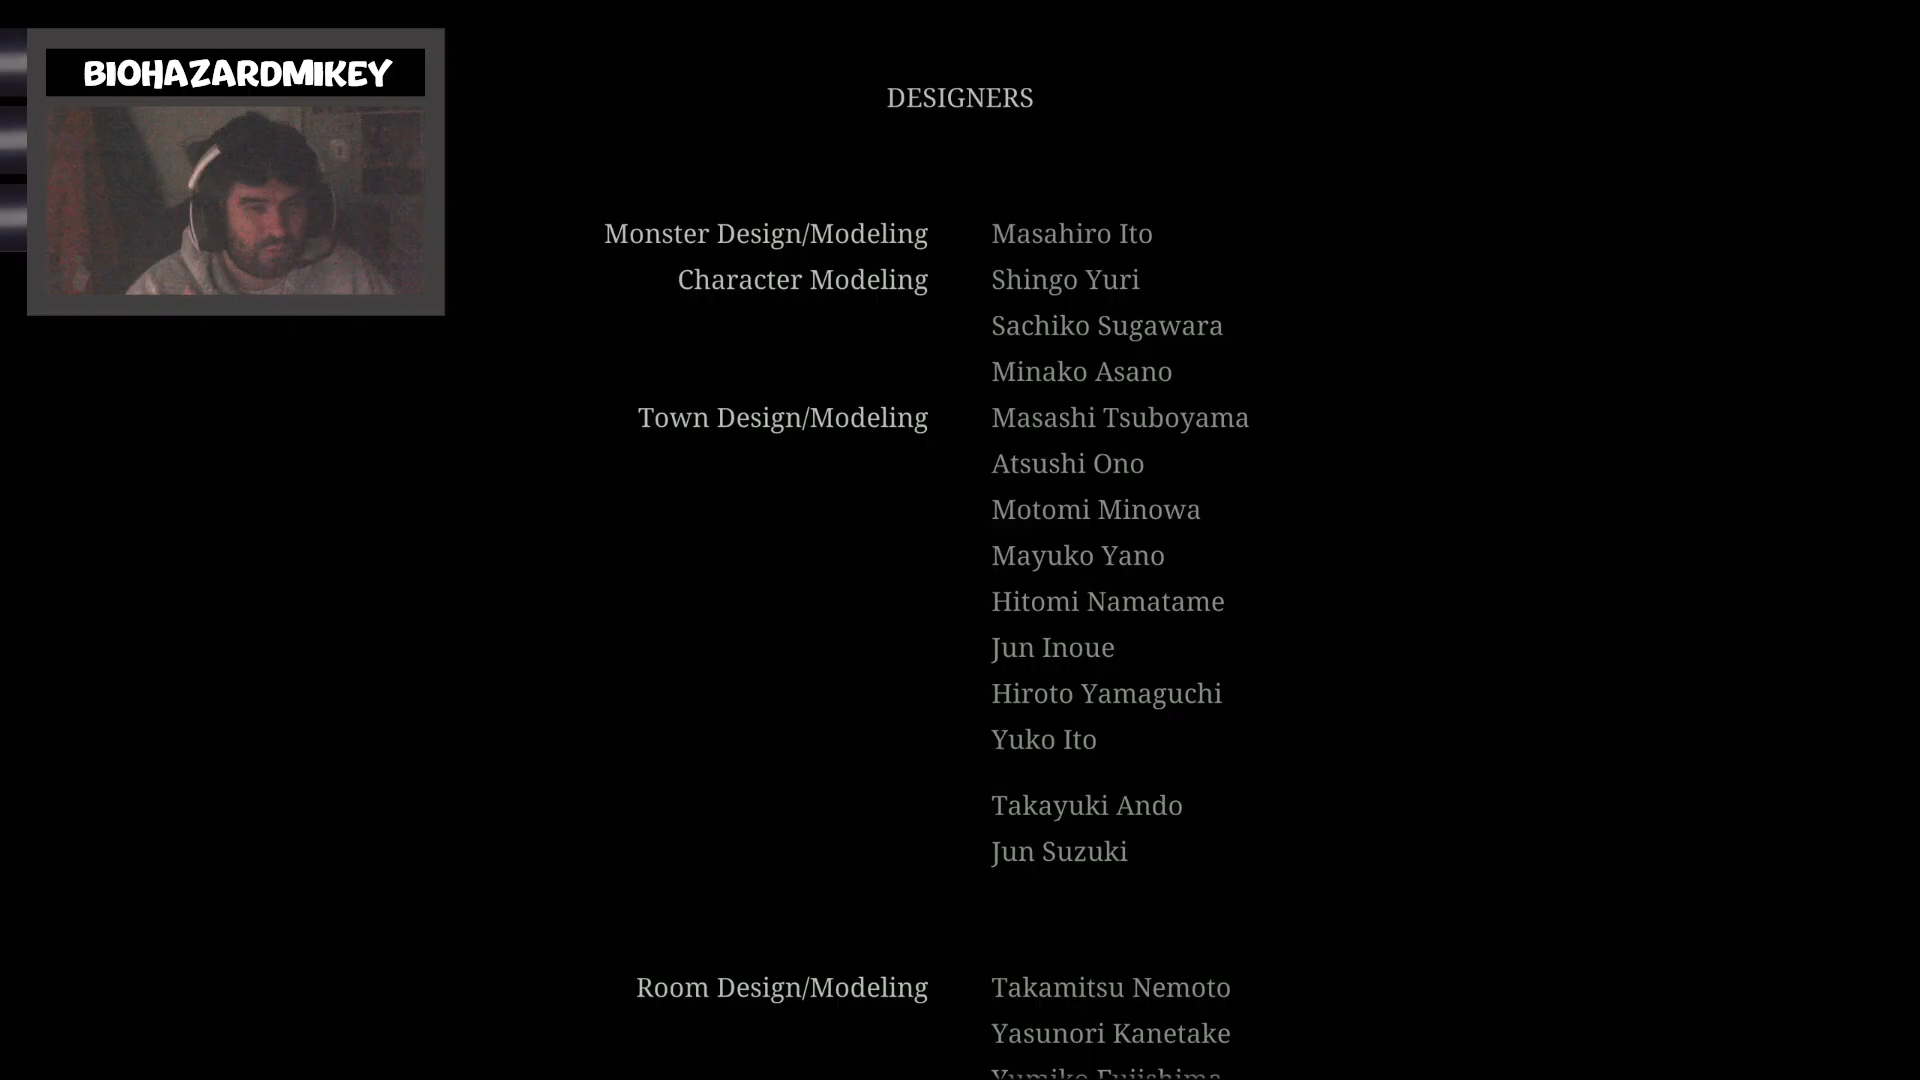 BIOHAZARDMIKEY
DESIGNERS
Monster Design/Modeling Masahiro Ito
Character Modeling Shingo Yuri
Sachiko Sugawara
Minako Asano
Town Design/Modeling Masashi Tsuboyama
Atsushi Ono
Motomi Minowa
Mayuko Yano
Hitomi Namatame
Jun Inoue
Hiroto Yamaguchi
Yuko Ito
Takayuki Ando
Jun Suzuki
Room Design/Modeling Takamitsu Nemoto
Yasunori Kanetake
Yumiko Fujishima